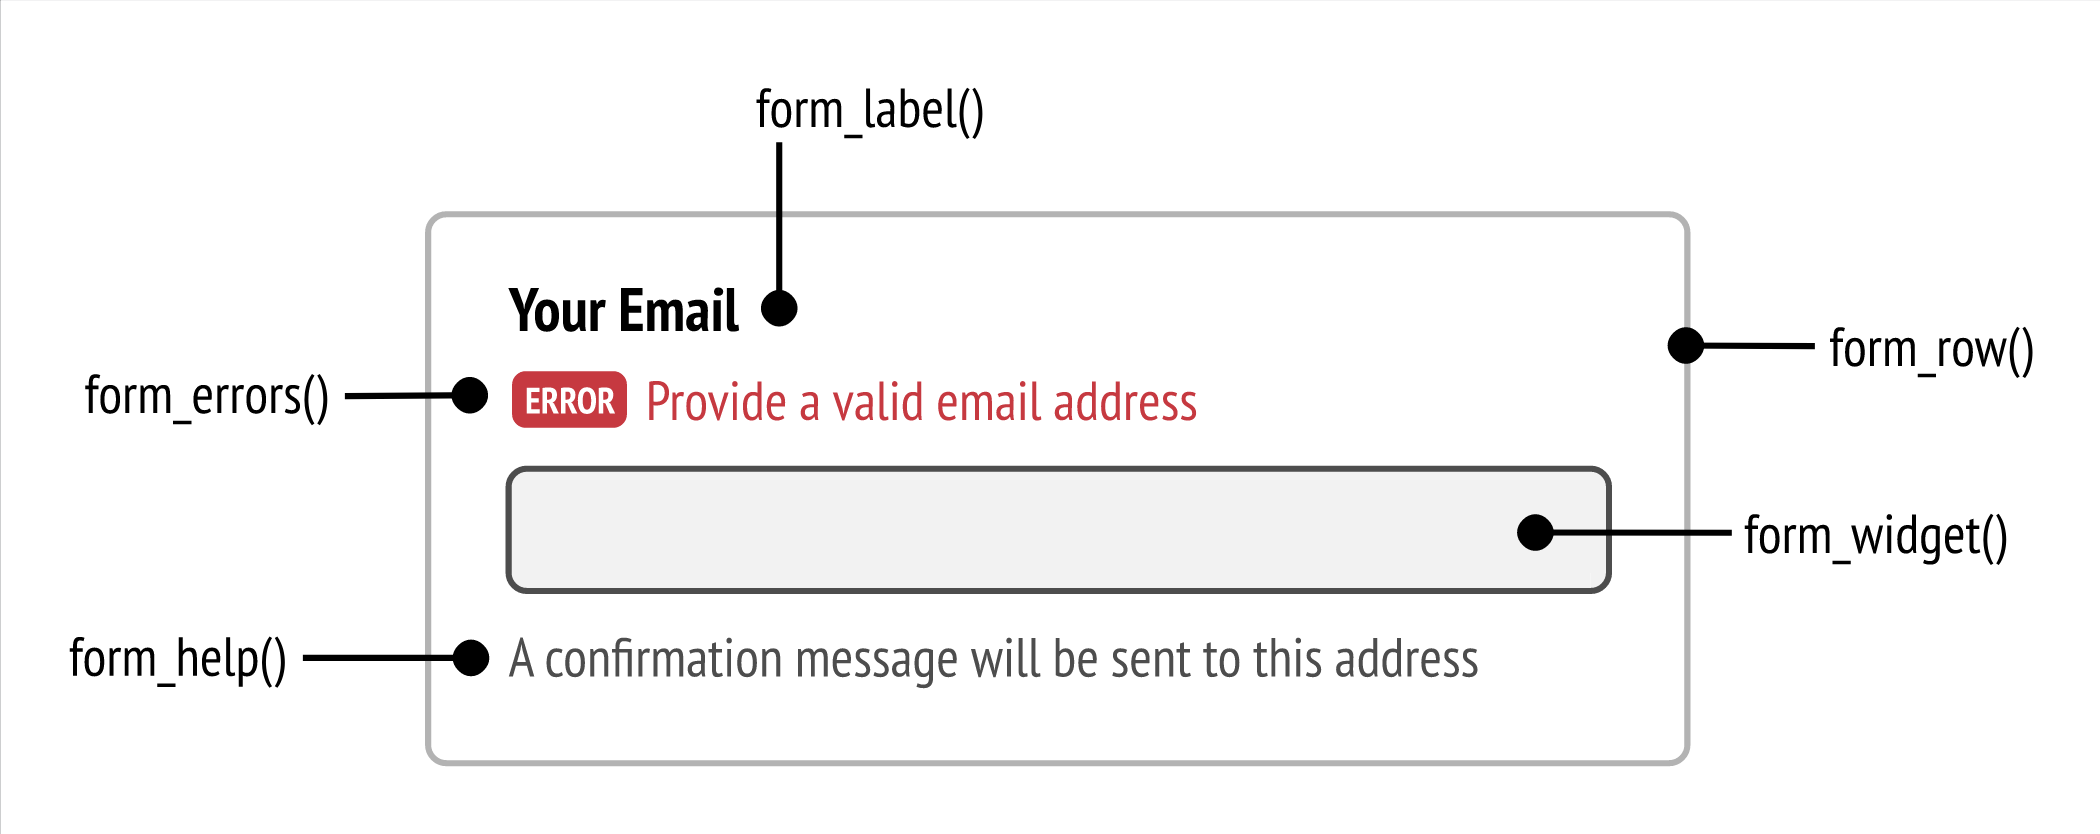 form_label()
Your Email
form_row()
form_errors()
ERROR Provide a valid email address
form_widget()
form_help()
A confirmation message will be sent to this address